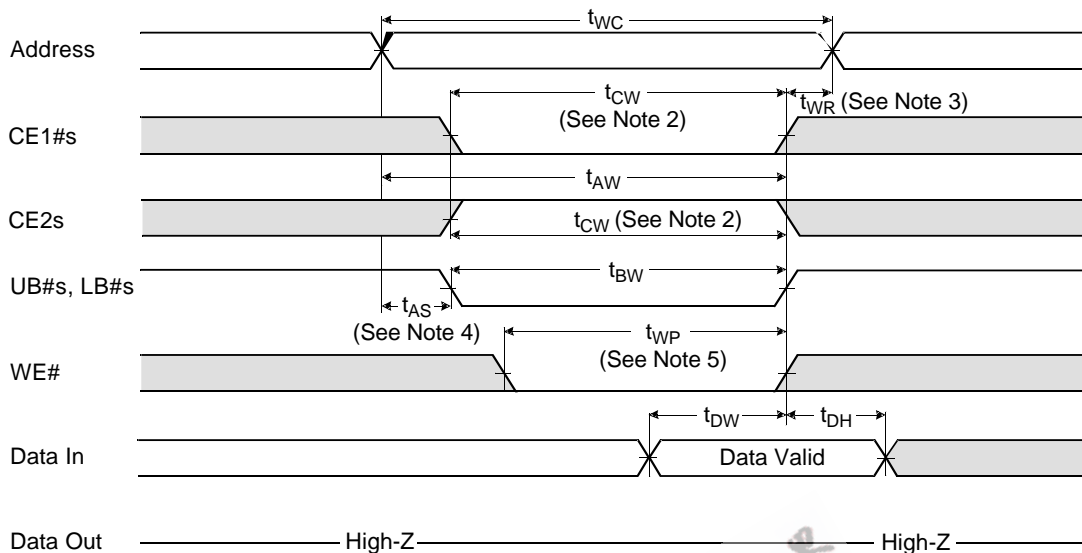 tWC
Address
tCW
(See Note 2)
tWR (See Note 3)
CE1#s
tAW
CE2s
tCW (See Note 2)
UB#s, LB#s
tBW
tAS
(See Note 4)
tWP
(See Note 5)
WE#
tDW
tDH
Data In
Data Valid
Data Out
High-Z
High-Z